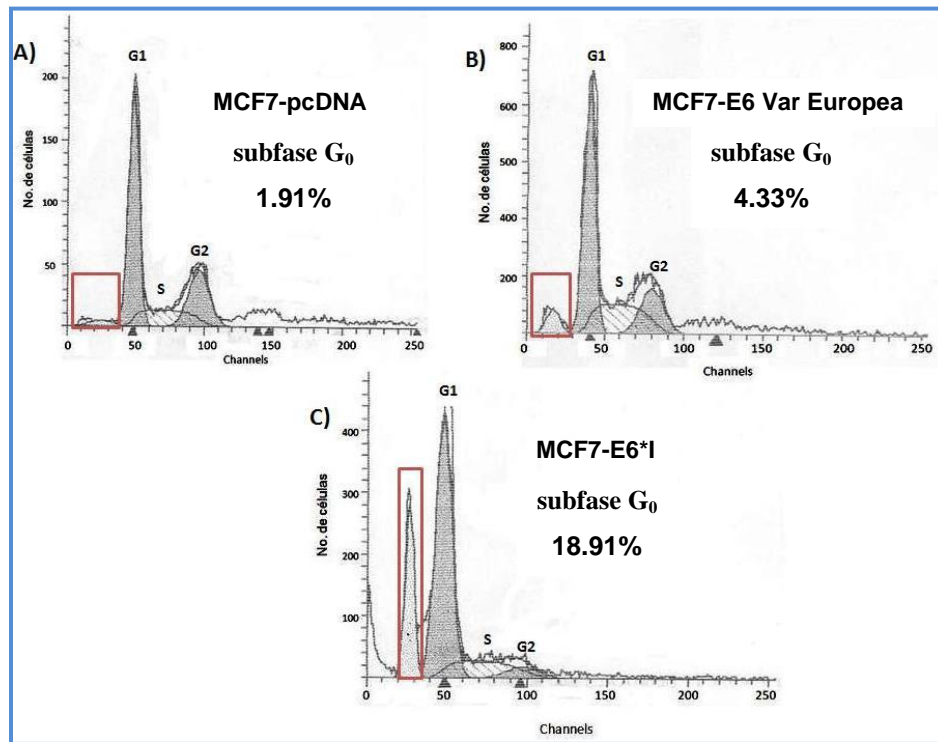 A)
G1
MCF7-pcDNA
subfase G₀
1.91%
S
G2
No. de células
200
150
100
50
0 50 100 150 200 250
Channels
B)
G1
MCF7-E6 Var Europea
subfase G₀
4.33%
S
G2
No. de células
800
600
500
400
200
0 50 100 150 200 250
Channels
C)
G1
MCF7-E6*I
subfase G₀
18.91%
S
G2
No. de células
400
300
200
100
0 50 100 150 200 250
Channels